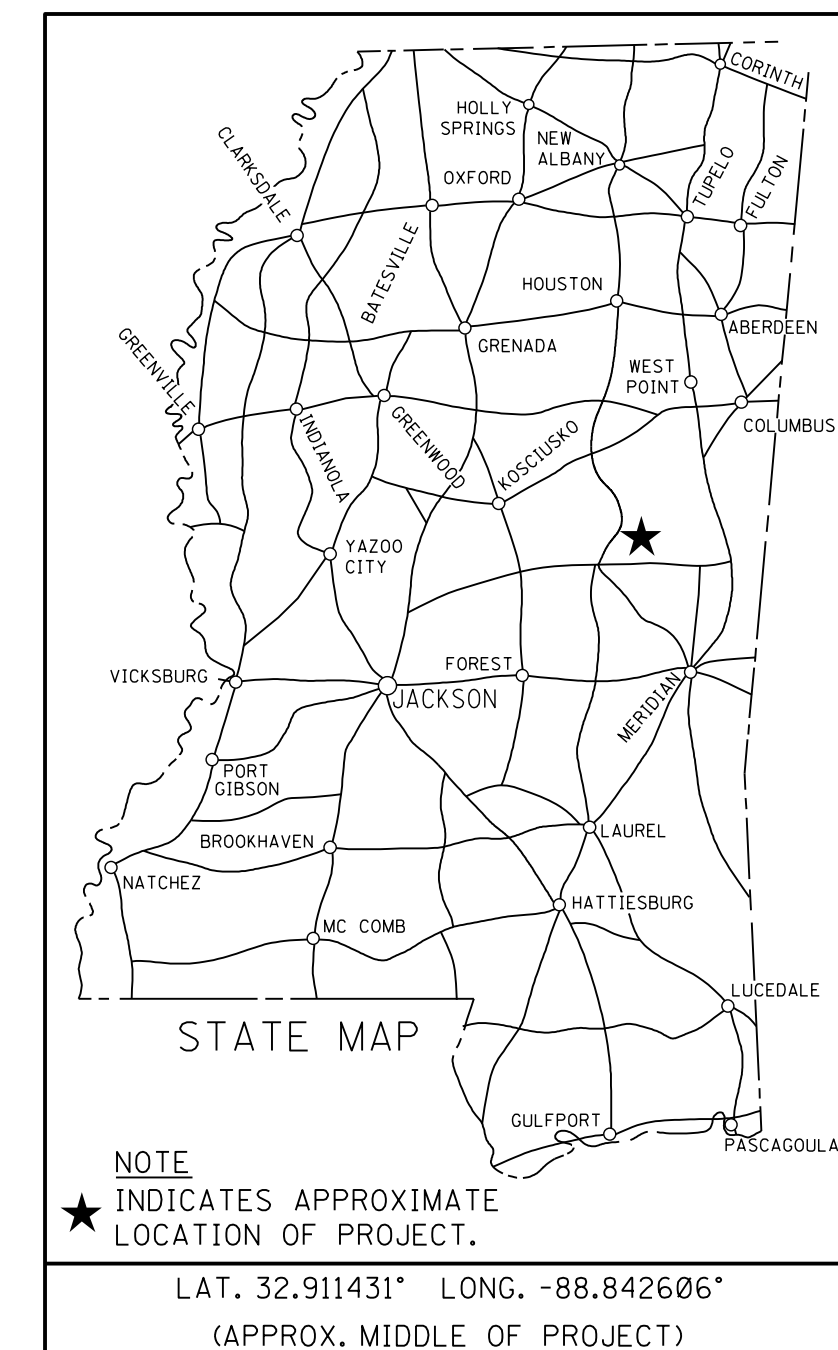 CORINTH
HOLLY
SPRINGS
NEW
ALBANY
CLARKSDALE
OXFORD
TUPELO
FULTON
BATESVILLE
HOUSTON
ABERDEEN
GREENVILLE
GRENADA
WEST
POINT
COLUMBUS
INDIANOLA
GREENWOOD
KOSCIUSKO
YAZOO
CITY
VICKSBURG
FOREST
JACKSON
MERIDIAN
PORT
GIBSON
BROOKHAVEN
LAUREL
NATCHEZ
HATTIESBURG
MC COMB
LUCEDALE
STATE MAP
GULFPORT
PASCAGOULA
NOTE
INDICATES APPROXIMATE
LOCATION OF PROJECT.
LAT. 32.911431° LONG. -88.842606°
(APPROX. MIDDLE OF PROJECT)